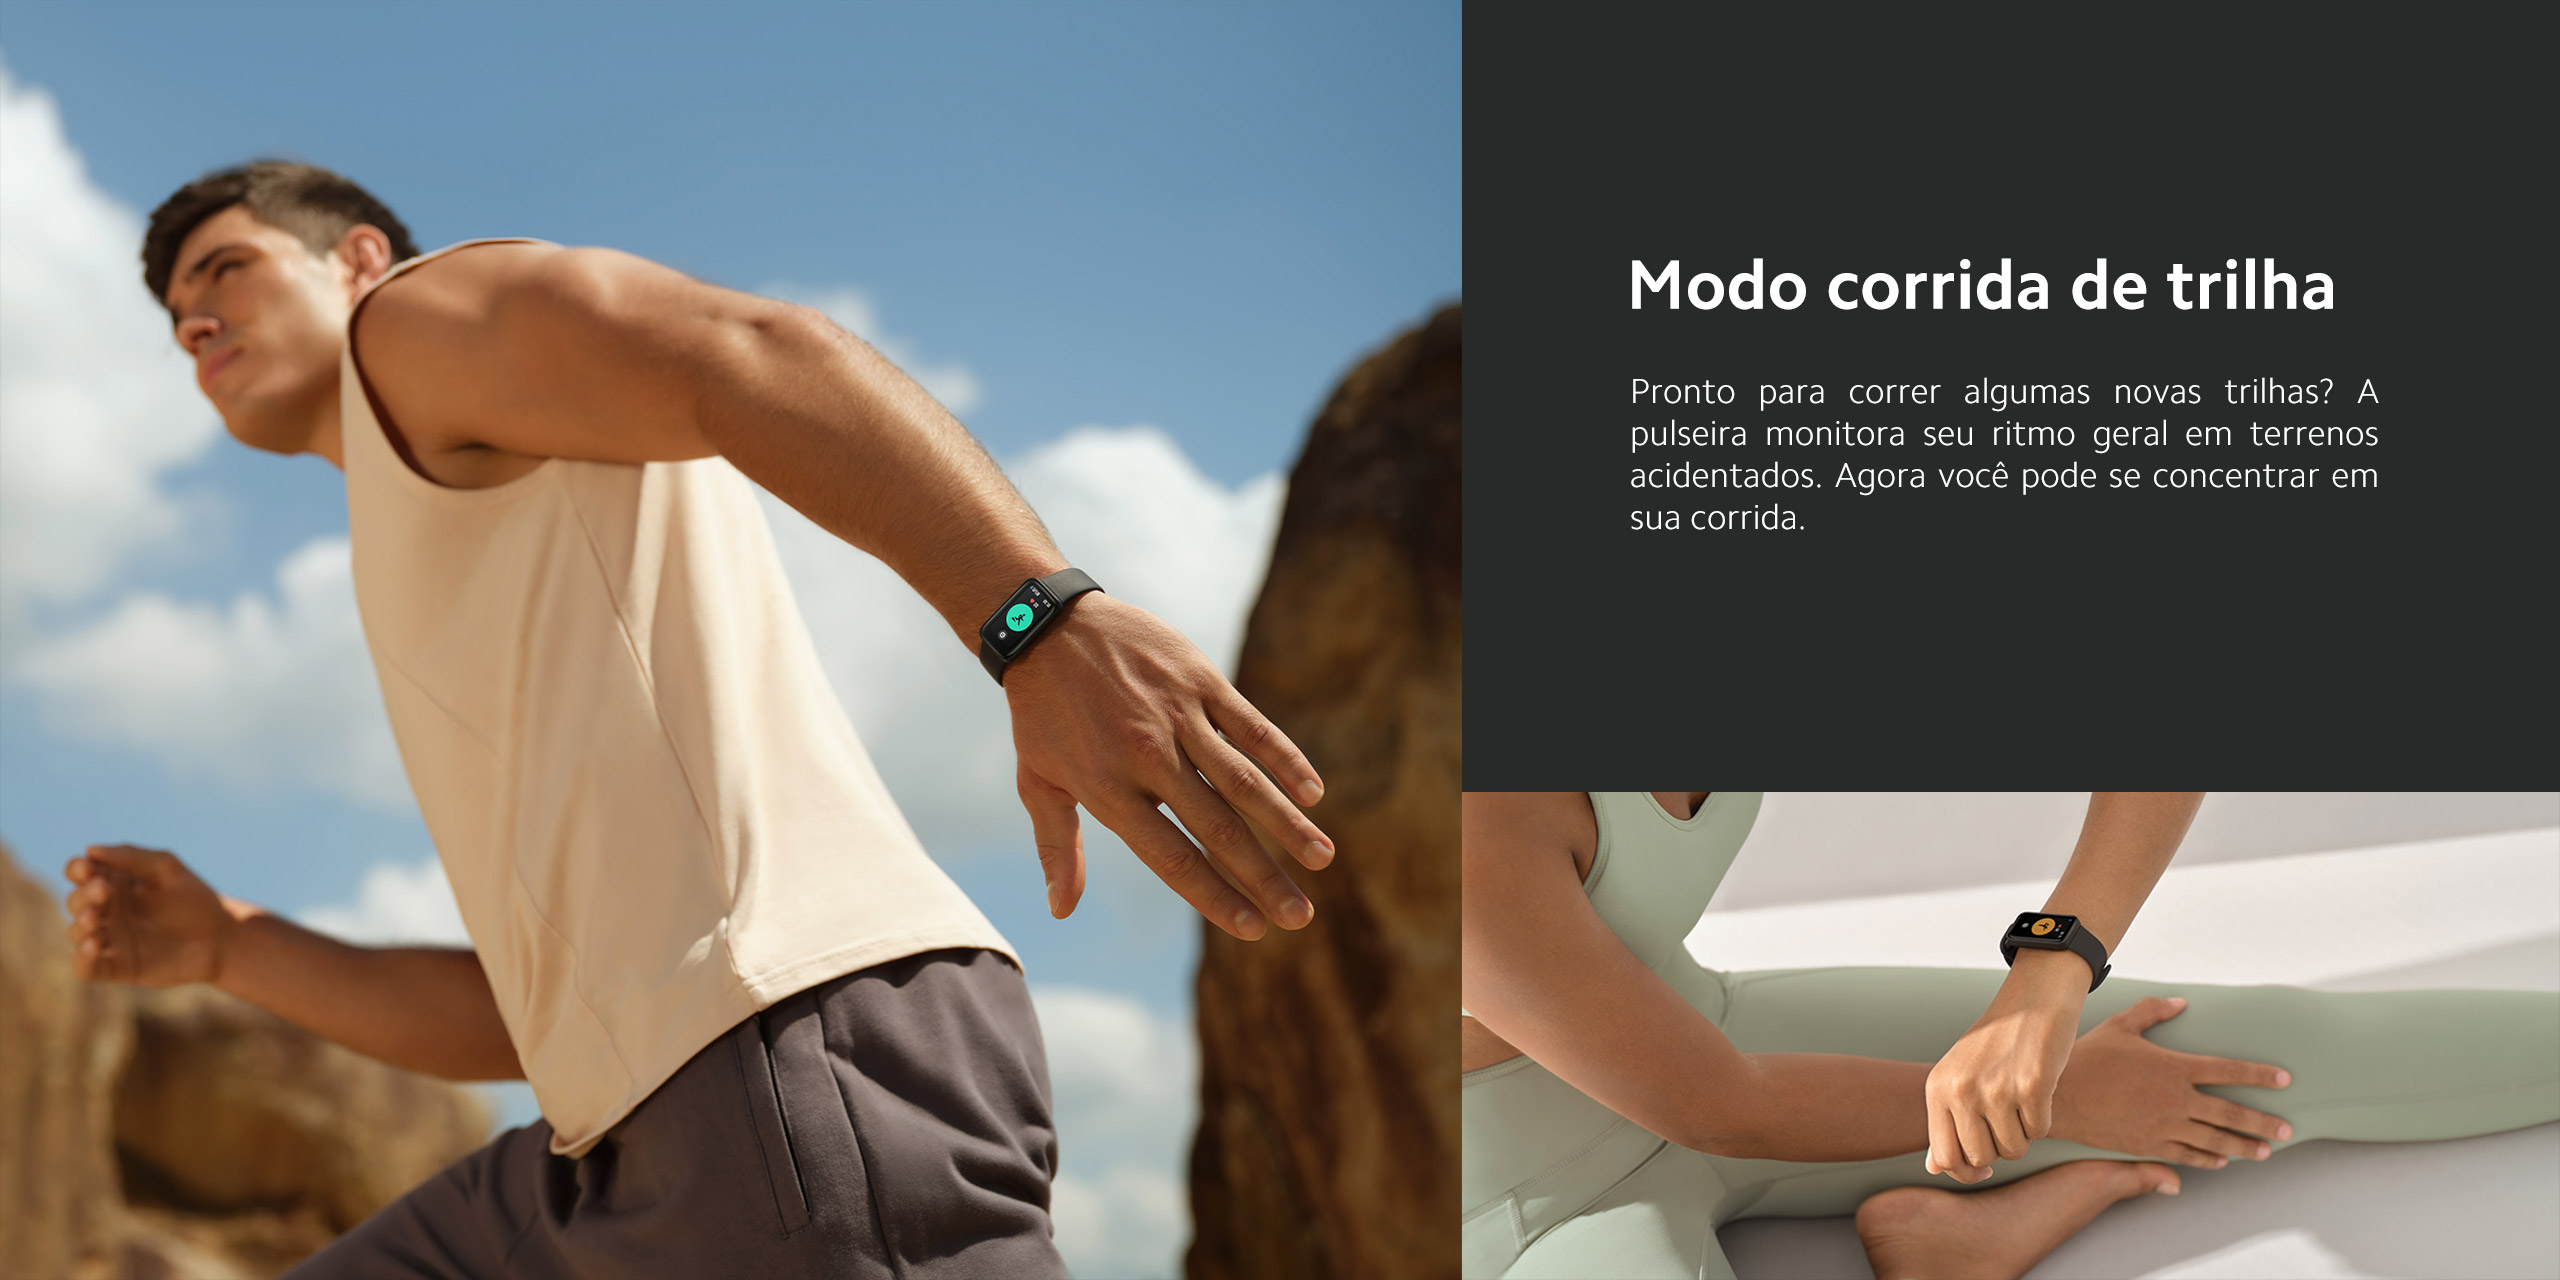 Modo corrida de trilha
Pronto para correr algumas novas trilhas? A
pulseira monitora seu ritmo geral em terrenos
acidentados. Agora você pode se concentrar em
sua corrida.